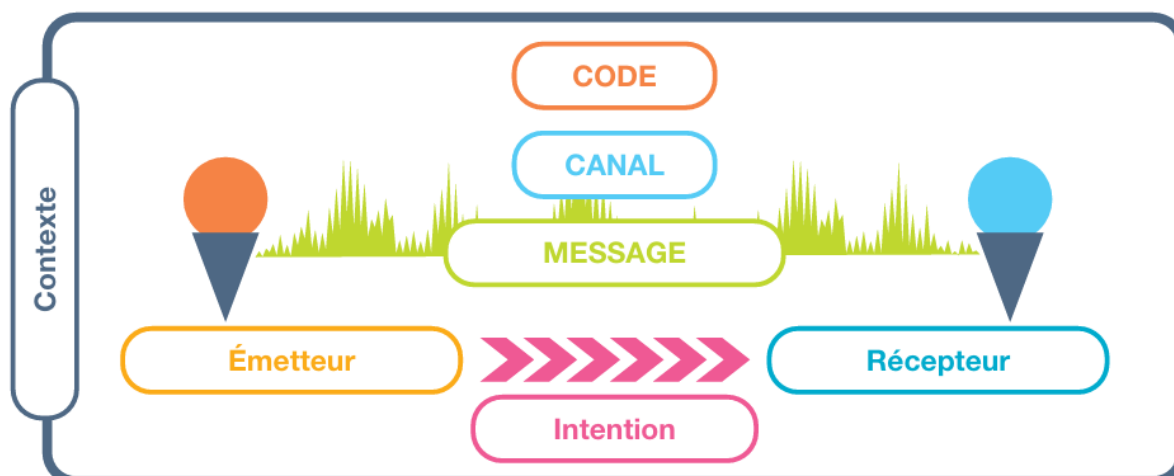 CODE
CANAL
Contexte
MESSAGE
Émetteur
Récepteur
Intention